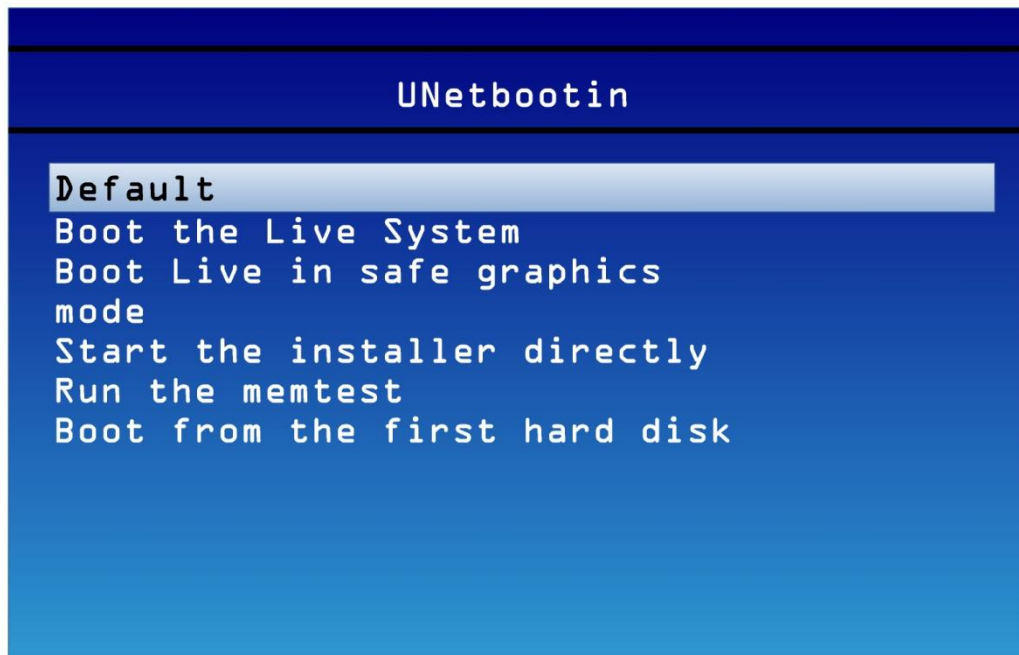 UNetbootin
Default
Boot the Live System
Boot Live in safe graphics
mode
Start the installer directly
Run the memtest
Boot from the first hard disk